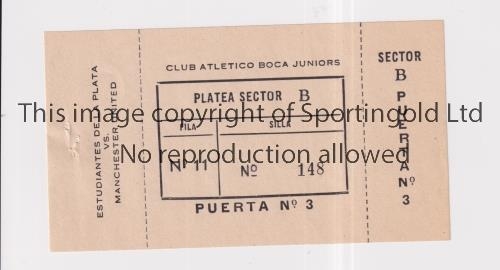 ESTUDIANTES DE LA PLATA
VS.
MANCHESTER UNITED
CLUB ATLETICO BOCA JUNIORS
PLATEA SECTOR B
FILA
SILLA
Nº 11
Nº 148
PUERTA Nº 3
SECTOR
B
PUERTA
Nº
3
This image copyright of Sportingold Ltd
No reproduction allowed